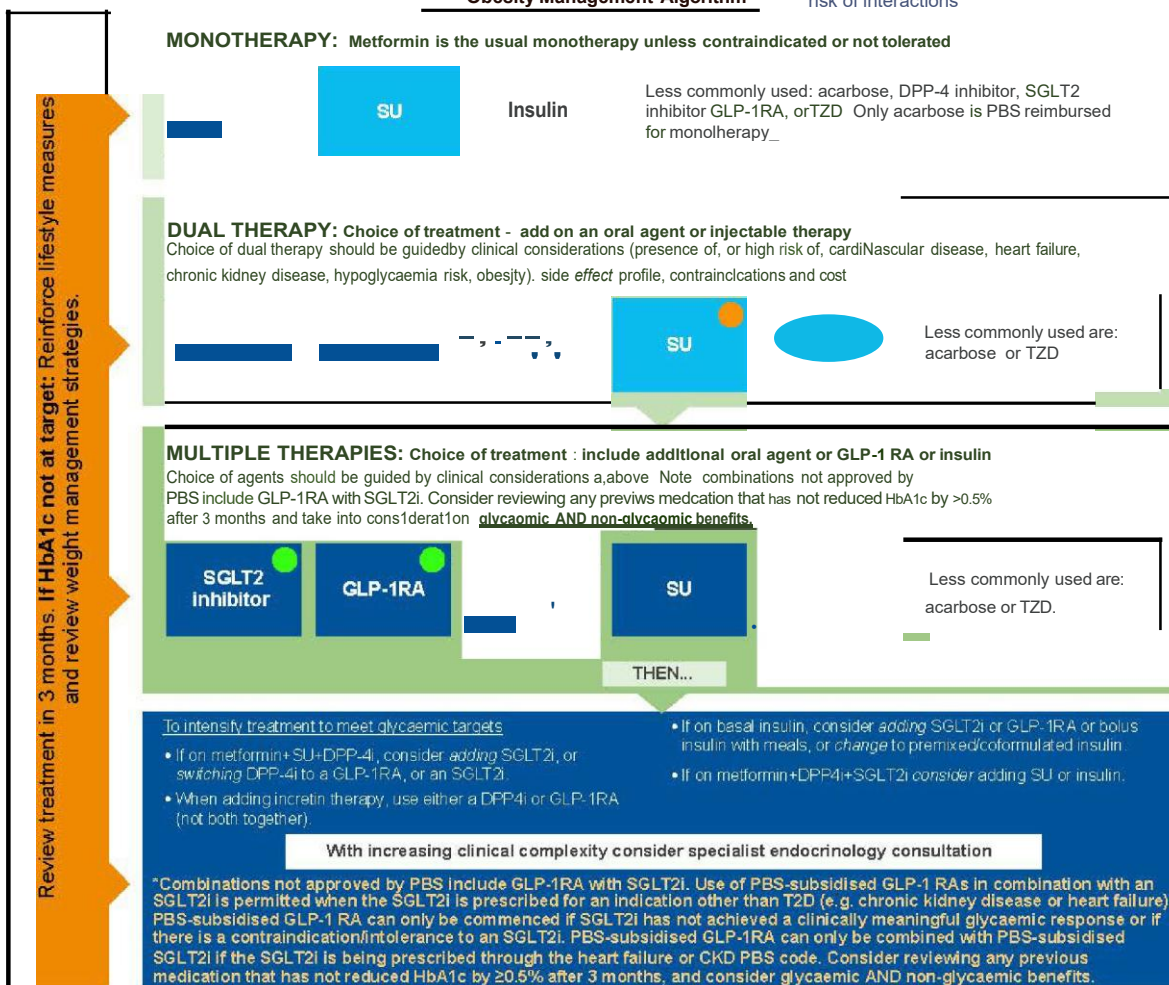 Obesity Management Algorithm
risk of interactions
MONOTHERAPY: Metformin is the usual monotherapy unless contraindicated or not tolerated
SU
Insulin
Less commonly used: acarbose, DPP-4 inhibitor, SGLT2
inhibitor GLP-1RA, orTZD Only acarbose is PBS reimbursed
for monolherapy_
DUAL THERAPY: Choice of treatment - add on an oral agent or injectable therapy
Choice of dual therapy should be guidedby clinical considerations (presence of, or high risk of, cardiNascular disease, heart failure,
chronic kidney disease, hypoglycaemia risk, obesjty). side effect profile, contrainclcations and cost
SU
Less commonly used are:
acarbose or TZD
MULTIPLE THERAPIES: Choice of treatment : include addltlonal oral agent or GLP-1 RA or insulin
Choice of agents should be guided by clinical considerations a,above Note combinations not approved by
PBS include GLP-1RA with SGLT2i. Consider reviewing any previws medcation that has not reduced HbA1c by >0.5%
after 3 months and take into cons1derat1on glycaomic AND non-glycaomic benefits.
SGLT2
inhibitor
GLP-1RA
SU
Less commonly used are:
acarbose or TZD.
THEN...
To intensify treatment to meet glycaemic targets
• If on metformin+SU+DPP-4i, consider adding SGLT2i, or
switching DPP-4i to a GLP-1RA, or an SGLT2i.
• When adding incretin therapy, use either a DPP4i or GLP-1RA
(not both together).
• If on basal insulin, consider adding SGLT2i or GLP-1RA or bolus
insulin with meals, or change to premixed/coformulated insulin.
• If on metformin+DPP4i+SGLT2i consider adding SU or insulin.
With increasing clinical complexity consider specialist endocrinology consultation
*Combinations not approved by PBS include GLP-1RA with SGLT2i. Use of PBS-subsidised GLP-1 RAs in combination with an
SGLT2i is permitted when the SGLT2i is prescribed for an indication other than T2D (e.g. chronic kidney disease or heart failure)
PBS-subsidised GLP-1 RA can only be commenced if SGLT2i has not achieved a clinically meaningful glycaemic response or if
there is a contraindication/intolerance to an SGLT2i. PBS-subsidised GLP-1RA can only be combined with PBS-subsidised
SGLT2i if the SGLT2i is being prescribed through the heart failure or CKD PBS code. Consider reviewing any previous
medication that has not reduced HbA1c by ≥0.5% after 3 months, and consider glycaemic AND non-glycaemic benefits.
Review treatment in 3 months. If HbA1c not at target: Reinforce lifestyle measures
and review weight management strategies.